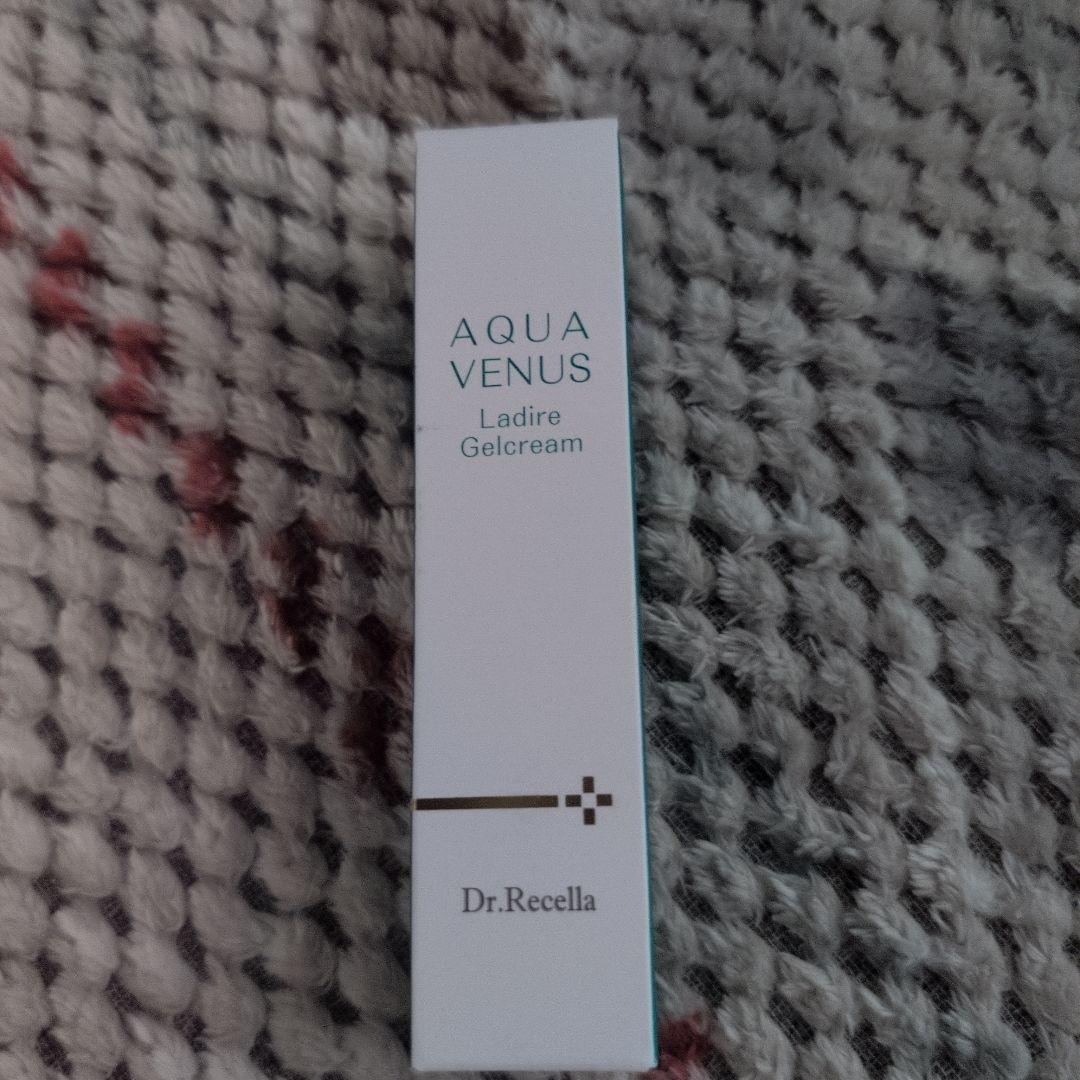 AQUA
VENUS
Ladire
Gelcream
Dr.Recella